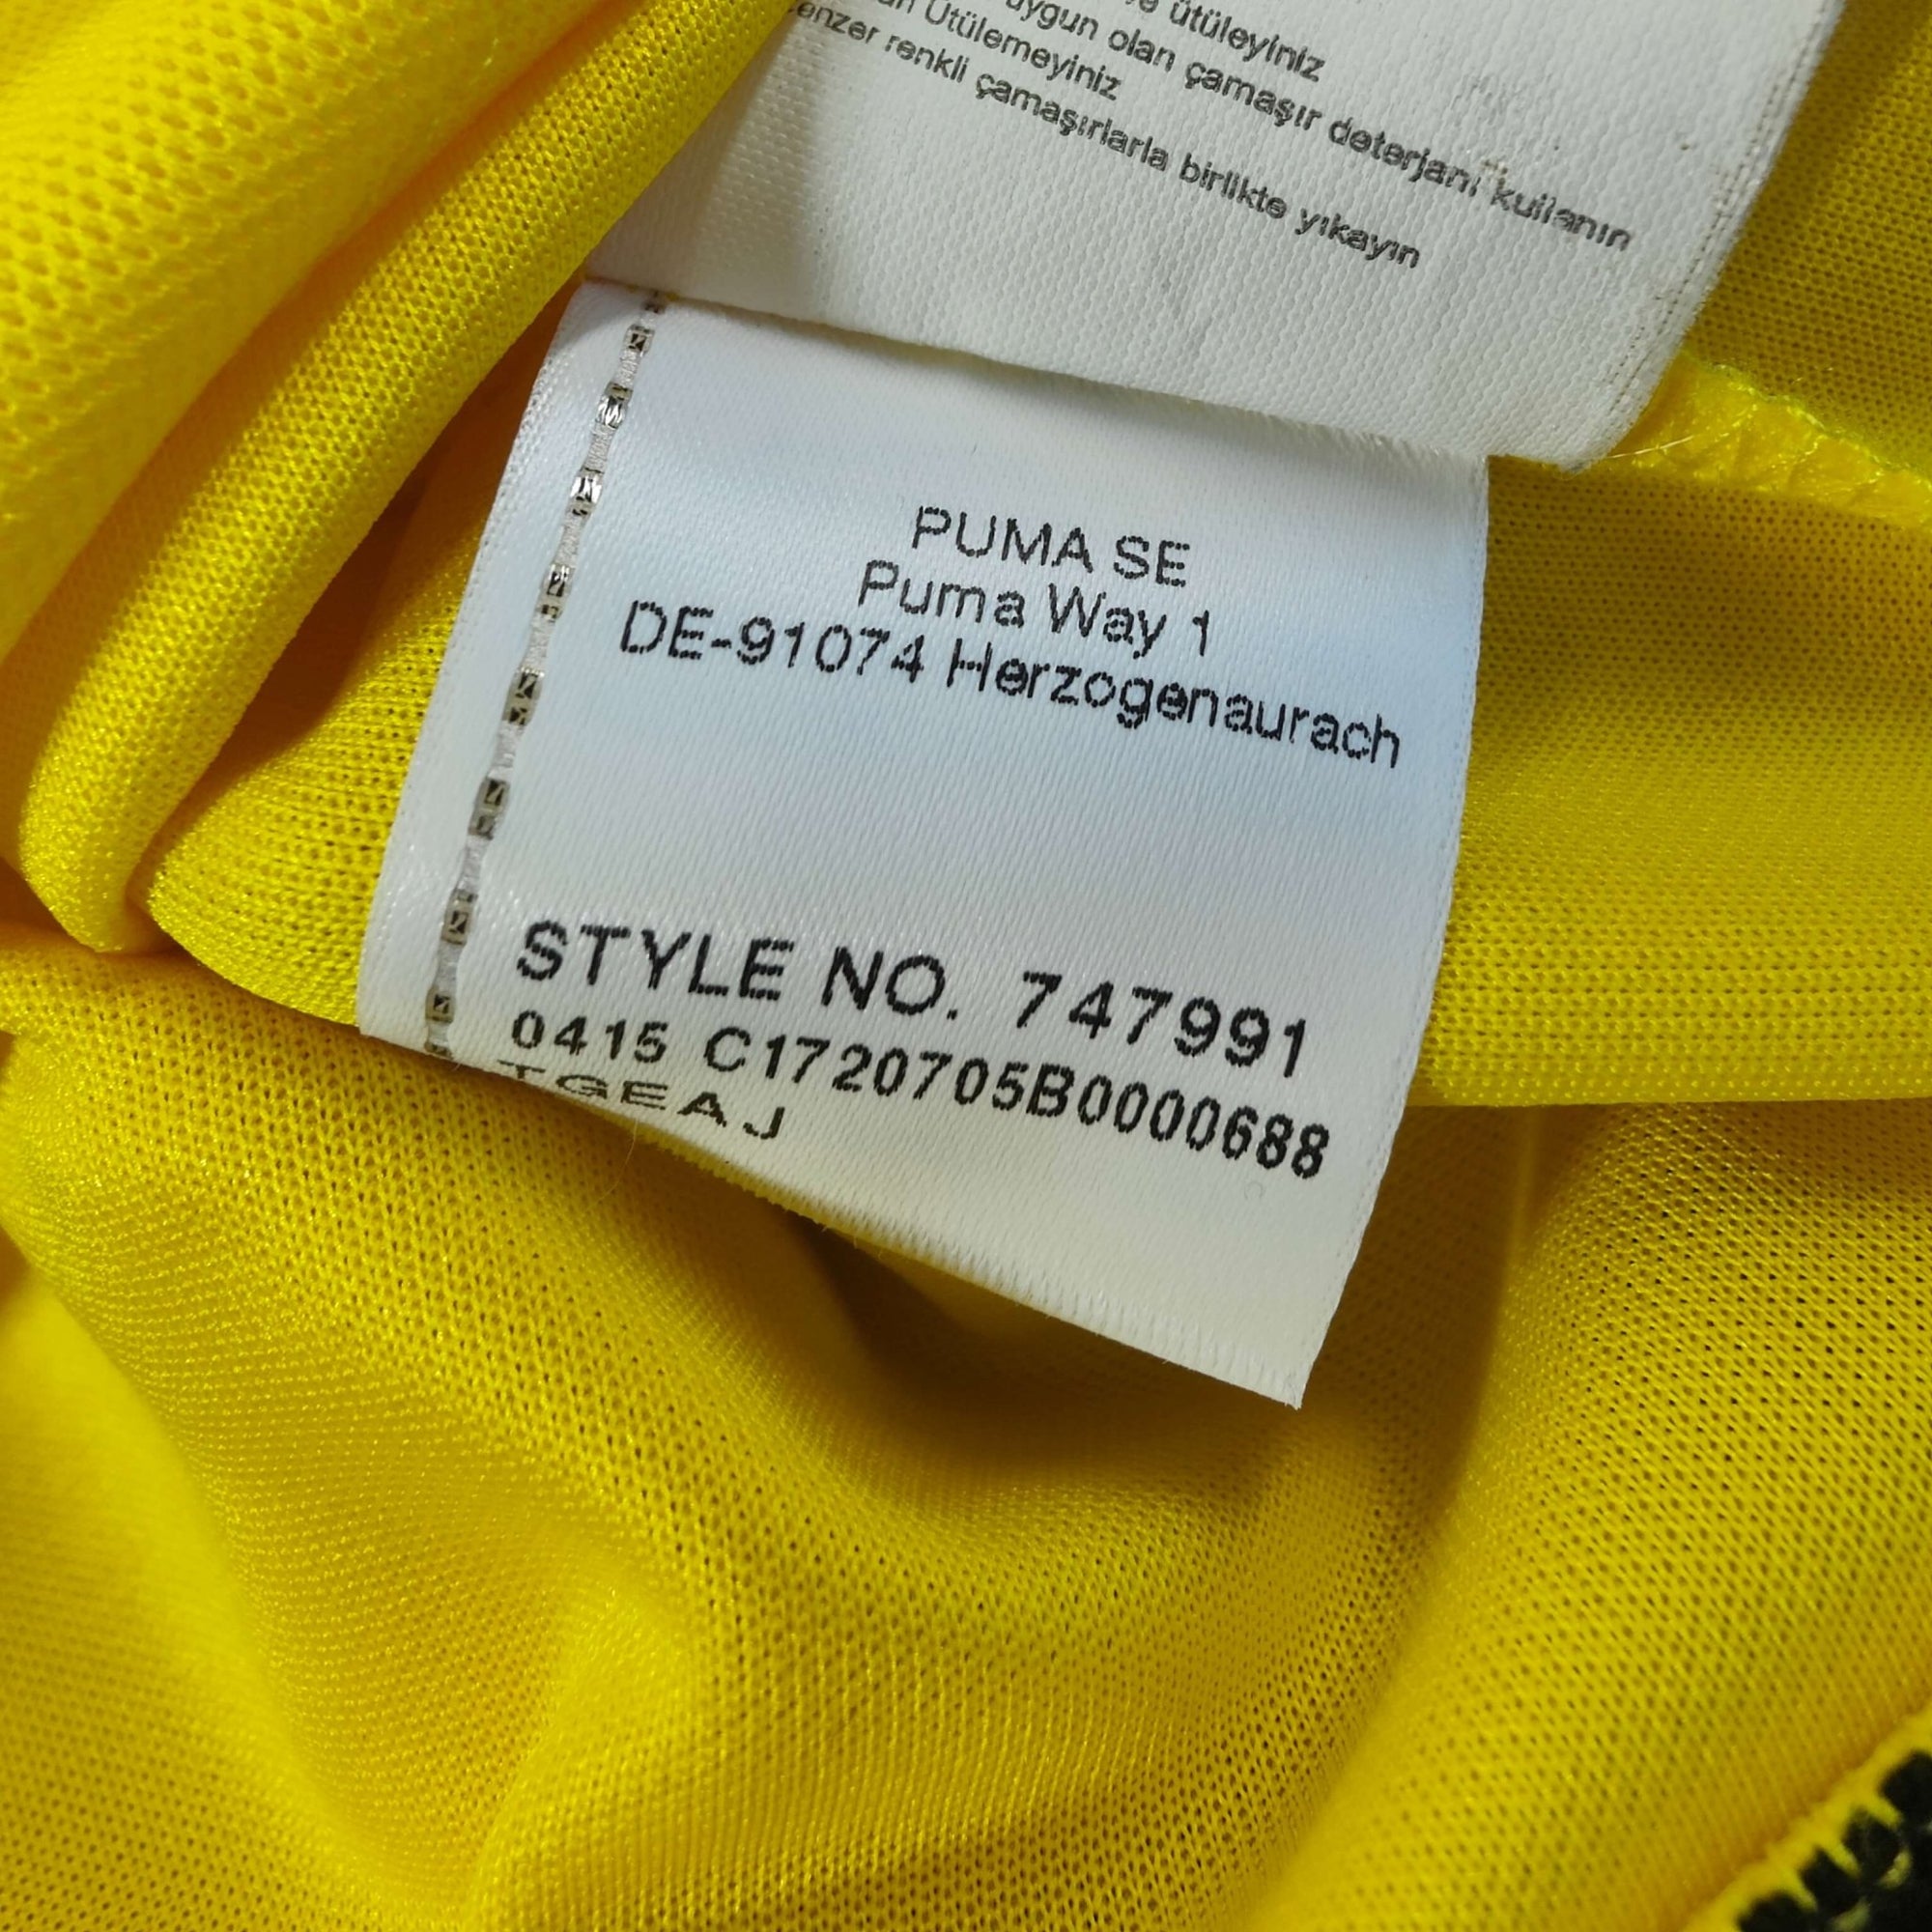 ütüleyiniz
uygun olan çamaşır deterjanı kullanın
Ütülemeyiniz
renkli çamaşırlarla birlikte yıkayın
PUMA SE
Puma Way 1
DE-91074 Herzogenaurach
STYLE NO. 747991
0415 C1720705B0000688
TGEAJ